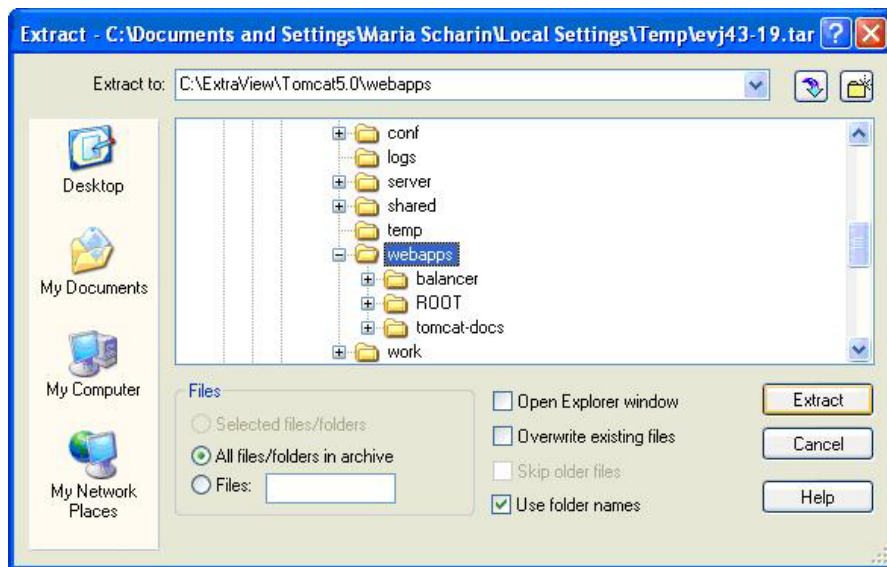 Extract - C:\Documents and Settings\Maria Scharin\Local Settings\Temp\evj43-19.tar
Extract to: C:\ExtraView\Tomcat5.0\webapps
Desktop
My Documents
My Computer
My Network
Places
conf
logs
server
shared
temp
webapps
balancer
ROOT
tomcat-docs
work
Files
Selected files/folders
All files/folders in archive
Files:
Open Explorer window
Overwrite existing files
Skip older files
Use folder names
Extract
Cancel
Help